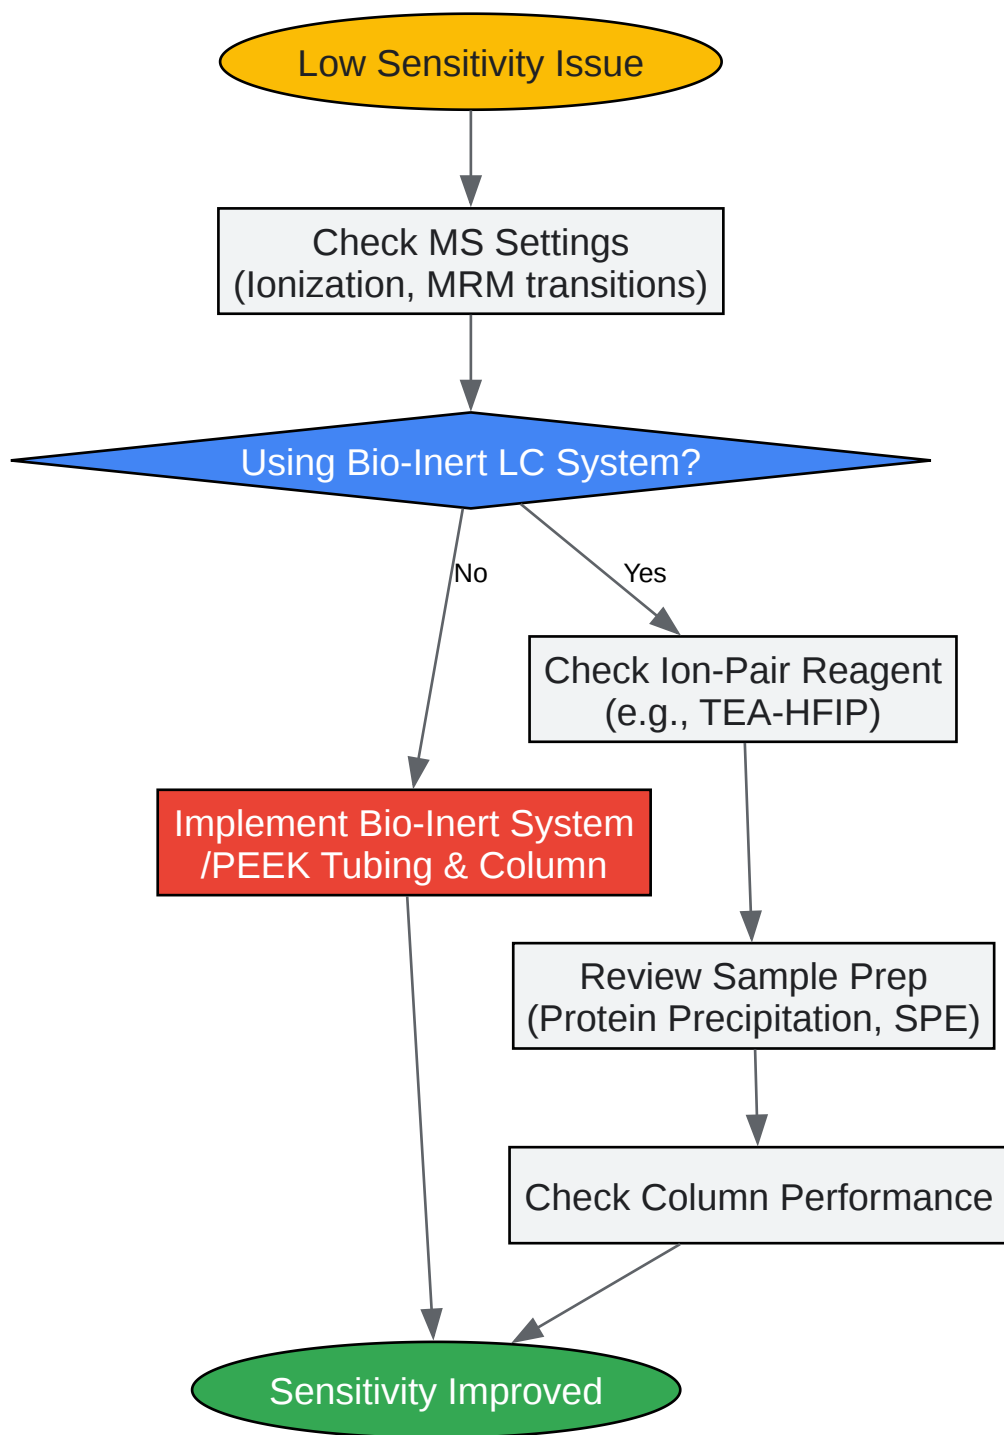 Low Sensitivity Issue
Check MS Settings
(Ionization, MRM transitions)
Using Bio-Inert LC System?
No
Yes
Check Ion-Pair Reagent
(e.g., TEA-HFIP)
Implement Bio-Inert System
/PEEK Tubing & Column
Review Sample Prep
(Protein Precipitation, SPE)
Check Column Performance
Sensitivity Improved